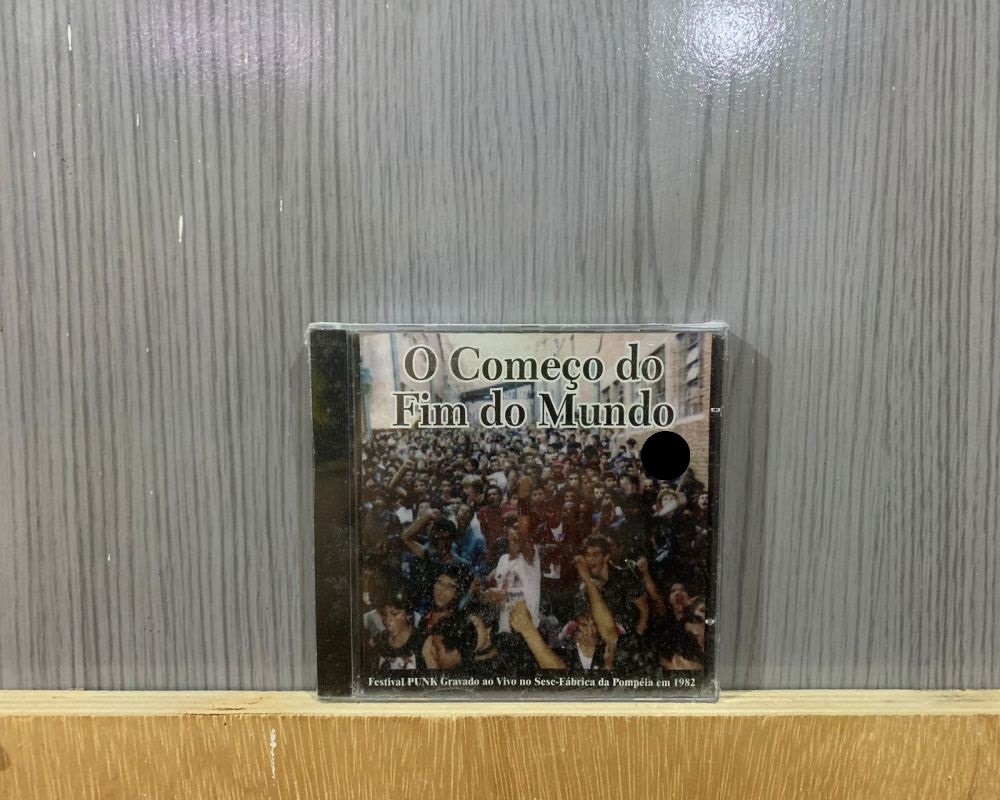 O Começo do
Fim do Mundo
Festival PUNK Gravado ao Vivo no Sesc-Fábrica da Pompéia em 1982